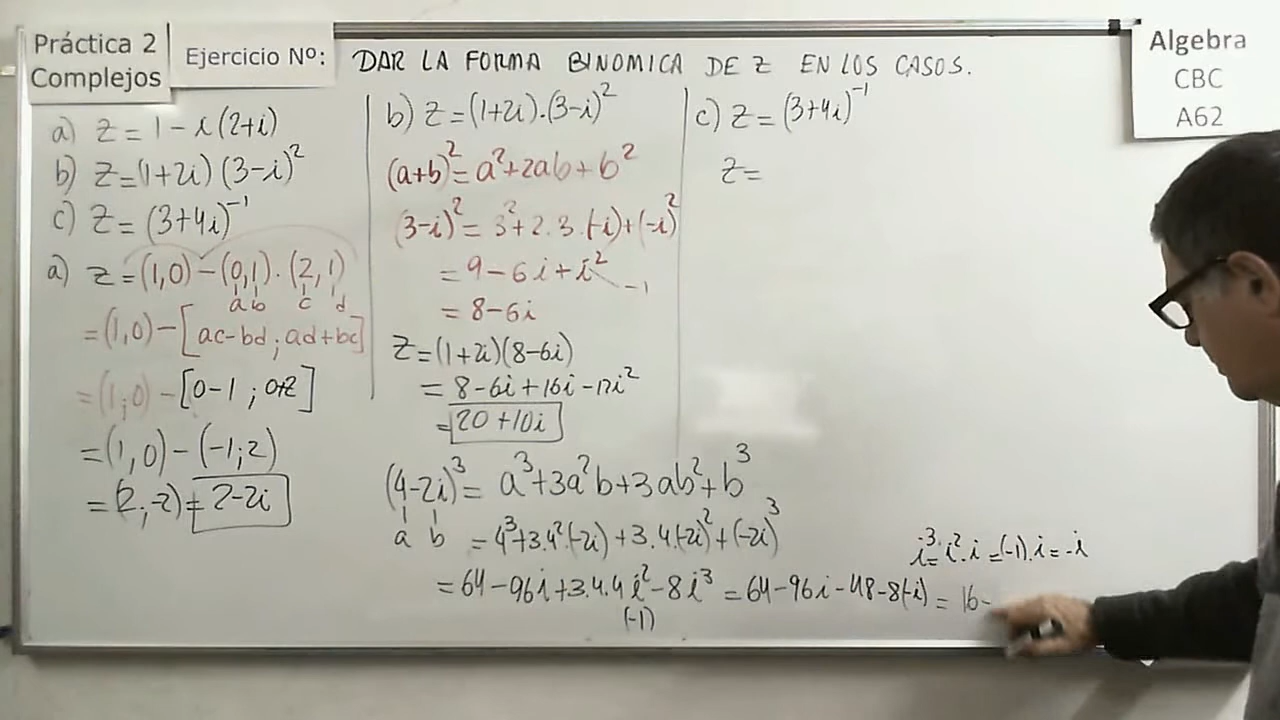 Práctica 2
Complejos
Ejercicio Nº:
DAR LA FORMA BINOMICA DE Z EN LOS CASOS.
Algebra
CBC
A62
a) Z = 1 - i (2+i)
b) Z = (1+2i) (3-i)²
c) Z = (3+4i)⁻¹
a) Z = (1,0) - (0,1) · (2,1)
a b c d
= (1,0) - [ac-bd ; ad+bc]
= (1;0) - [0-1 ; 0+2]
= (1,0) - (-1;2)
= (2,-2) = 2-2i
b) Z = (1+2i) · (3-i)²
(a+b)² = a²+2ab+b²
(3-i)² = 3²+2.3.(-i)+(-i)²
= 9-6i+i²
-1
= 8-6i
Z = (1+2i)(8-6i)
= 8-6i+16i-12i²
= 20+10i
(4-2i)³ = a³+3a²b+3ab²+b³
a b
= 4³+3.4².(-2i)+3.4.(-2i)²+(-2i)³
= 64-96i+3.4.4i²-8i³ = 64-96i-48-8(-i) = 16-
(-1)
i³ = i².i = (-1).i = -i
c) Z = (3+4i)⁻¹
Z =